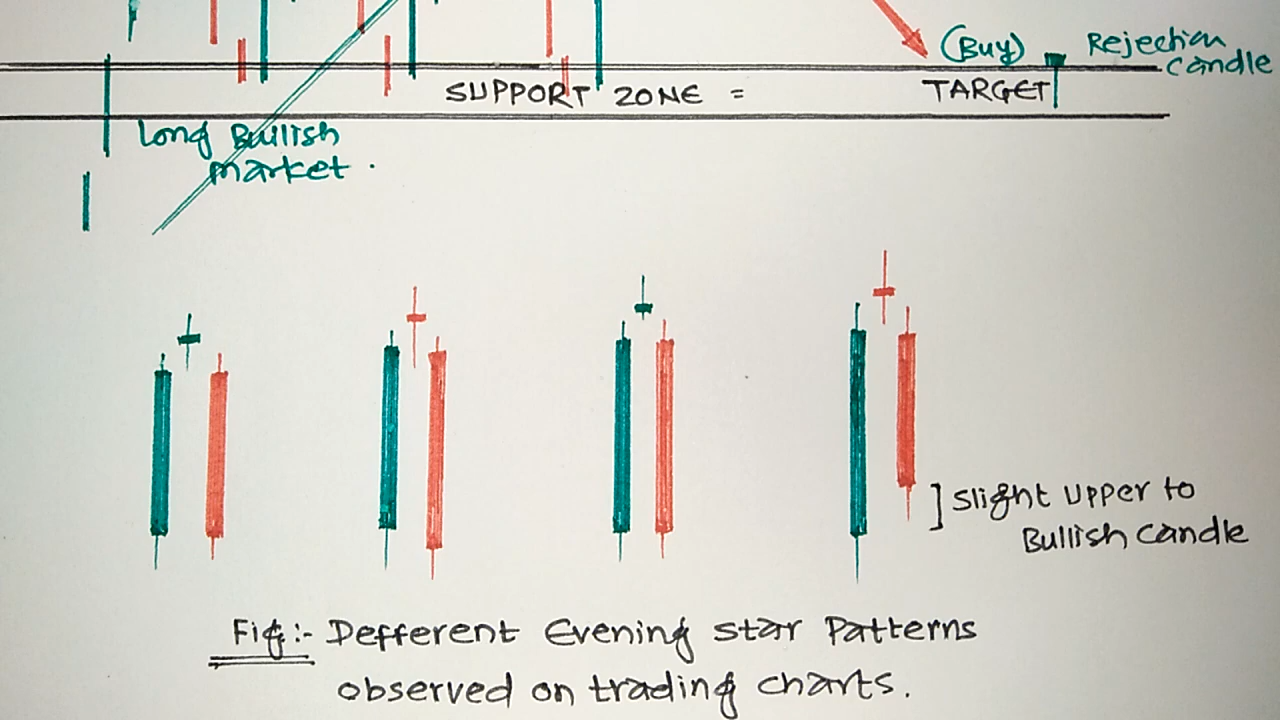 (Buy)
Rejection
candle
SUPPORT ZONE =
TARGET
Long Bullish
market.
] Slight Upper to
Bullish Candle
Fig:- Defferent Evening Star Patterns
observed on trading charts.